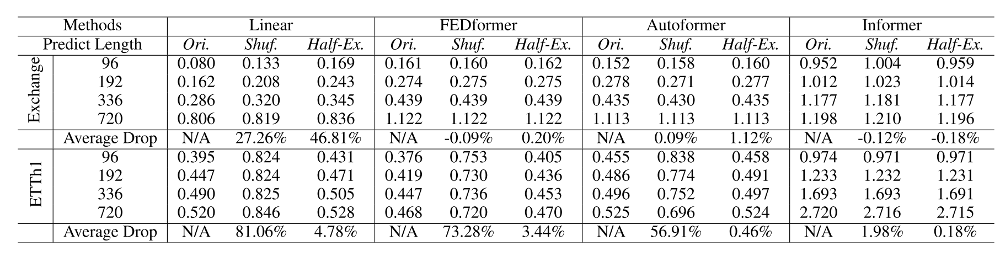 Methods Linear FEDformer Autoformer Informer
Predict Length Ori. Shuf. Half-Ex. Ori. Shuf. Half-Ex. Ori. Shuf. Half-Ex. Ori. Shuf. Half-Ex.
Exchange
96 0.080 0.133 0.169 0.161 0.160 0.162 0.152 0.158 0.160 0.952 1.004 0.959
192 0.162 0.208 0.243 0.274 0.275 0.275 0.278 0.271 0.277 1.012 1.023 1.014
336 0.286 0.320 0.345 0.439 0.439 0.439 0.435 0.430 0.435 1.177 1.181 1.177
720 0.806 0.819 0.836 1.122 1.122 1.122 1.113 1.113 1.113 1.198 1.210 1.196
Average Drop N/A 27.26% 46.81% N/A -0.09% 0.20% N/A 0.09% 1.12% N/A -0.12% -0.18%
ETTh1
96 0.395 0.824 0.431 0.376 0.753 0.405 0.455 0.838 0.458 0.974 0.971 0.971
192 0.447 0.824 0.471 0.419 0.730 0.436 0.486 0.774 0.491 1.233 1.232 1.231
336 0.490 0.825 0.505 0.447 0.736 0.453 0.496 0.752 0.497 1.693 1.693 1.691
720 0.520 0.846 0.528 0.468 0.720 0.470 0.525 0.696 0.524 2.720 2.716 2.715
Average Drop N/A 81.06% 4.78% N/A 73.28% 3.44% N/A 56.91% 0.46% N/A 1.98% 0.18%